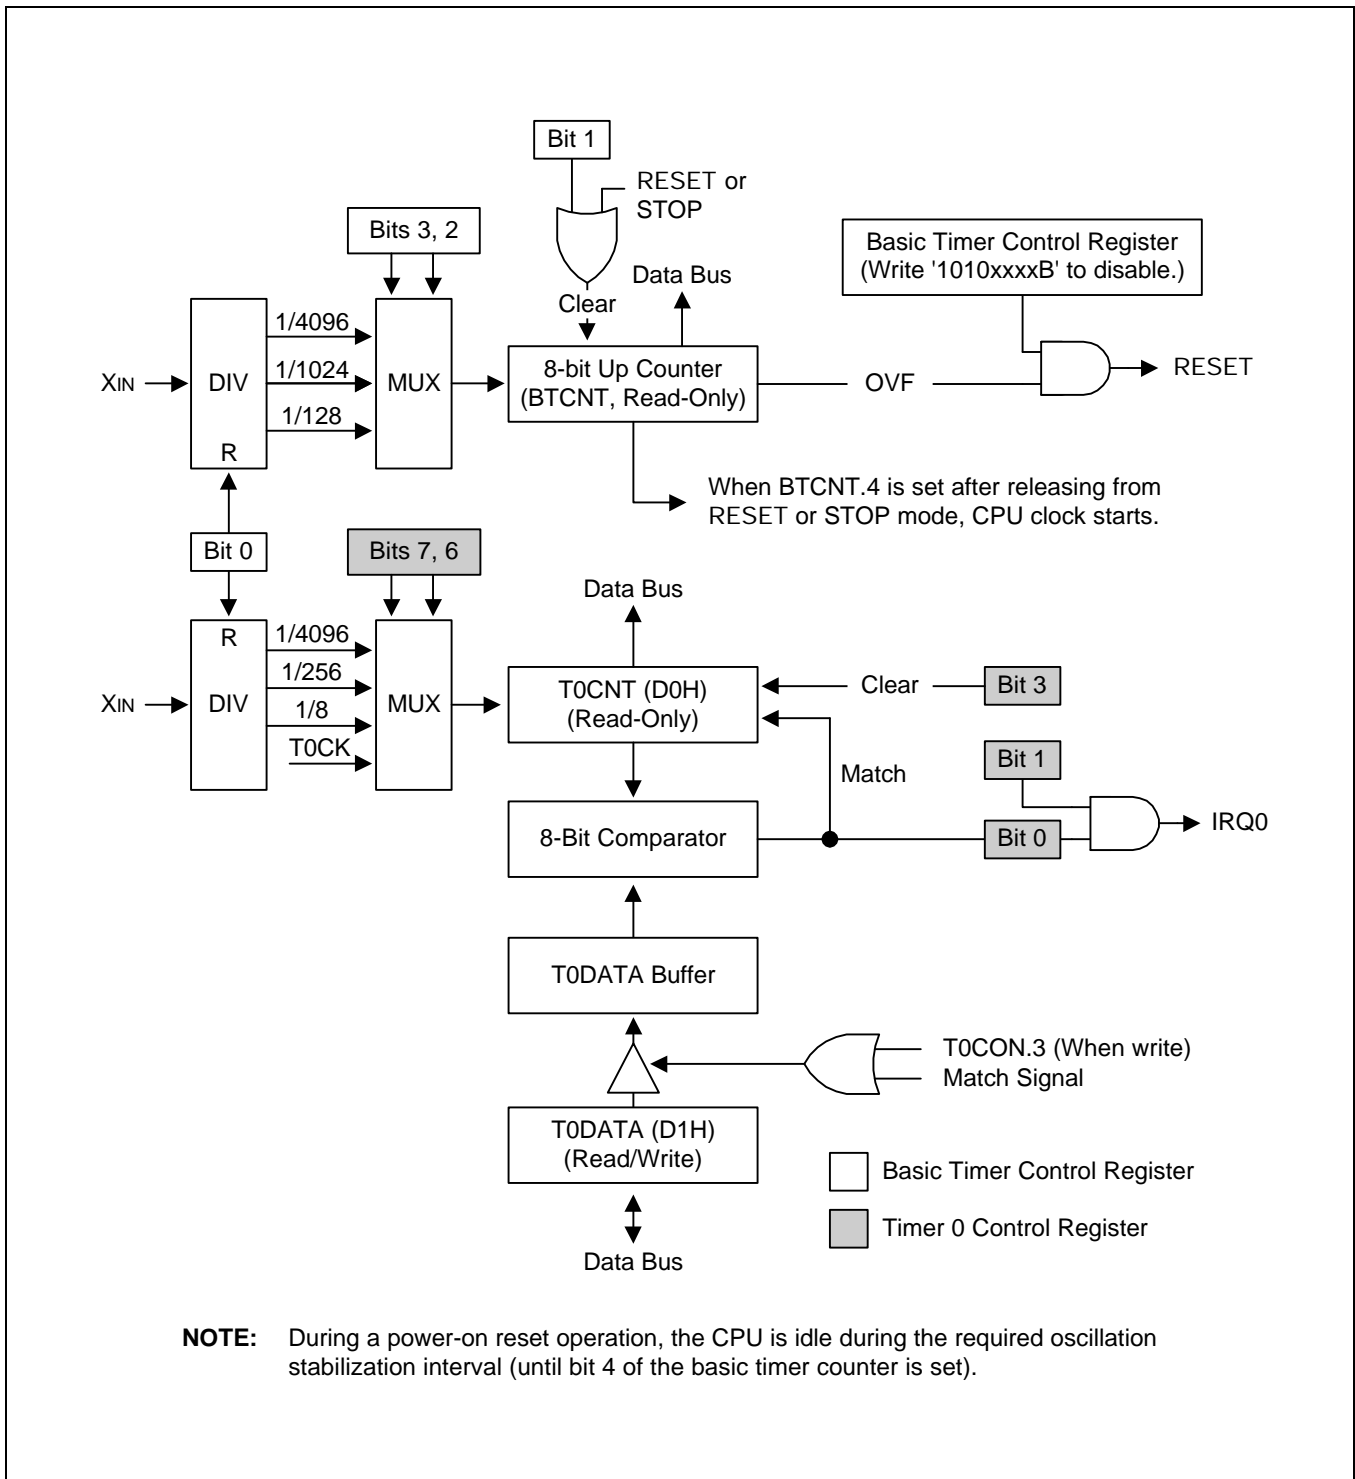 Bit 1
RESET or
STOP
Bits 3, 2
Basic Timer Control Register
(Write '1010xxxxB' to disable.)
Data Bus
Clear
XIN
DIV
R
1/4096
1/1024
1/128
MUX
8-bit Up Counter
(BTCNT, Read-Only)
OVF
RESET
When BTCNT.4 is set after releasing from
RESET or STOP mode, CPU clock starts.
Bit 0
Bits 7, 6
Data Bus
XIN
R
DIV
1/4096
1/256
1/8
T0CK
MUX
T0CNT (D0H)
(Read-Only)
Clear
Bit 3
Match
Bit 1
8-Bit Comparator
Bit 0
IRQ0
T0DATA Buffer
T0CON.3 (When write)
Match Signal
T0DATA (D1H)
(Read/Write)
Data Bus
Basic Timer Control Register
Timer 0 Control Register
NOTE: During a power-on reset operation, the CPU is idle during the required oscillation
stabilization interval (until bit 4 of the basic timer counter is set).